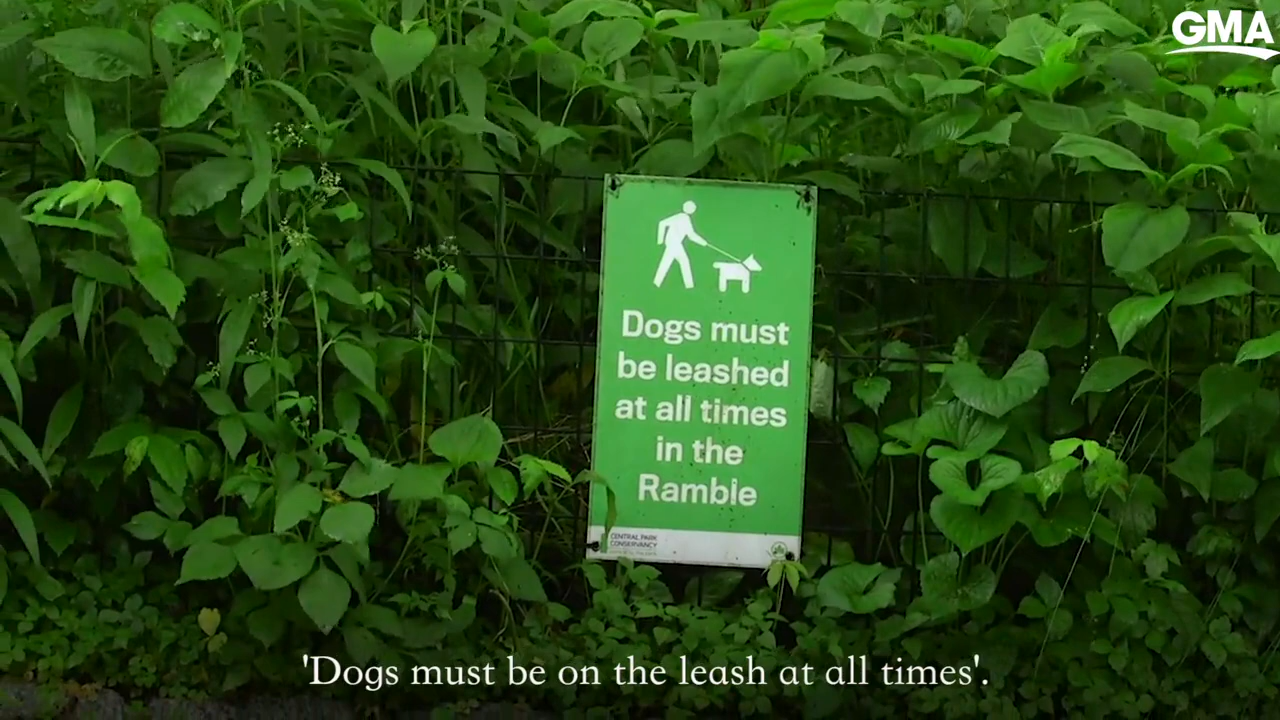 GMA
Dogs must
be leashed
at all times
in the
Ramble
CENTRAL PARK
CONSERVANCY
'Dogs must be on the leash at all times'.